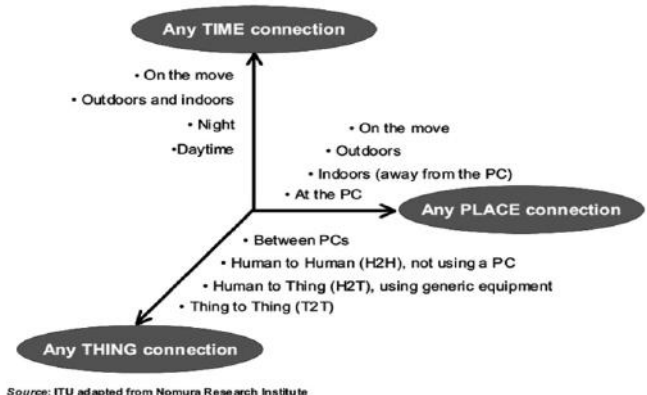 Any TIME connection
• On the move
• Outdoors and indoors
• Night
•Daytime
• On the move
• Outdoors
• Indoors (away from the PC)
• At the PC
Any PLACE connection
• Between PCs
• Human to Human (H2H), not using a PC
• Human to Thing (H2T), using generic equipment
• Thing to Thing (T2T)
Any THING connection
Source: ITU adapted from Nomura Research Institute